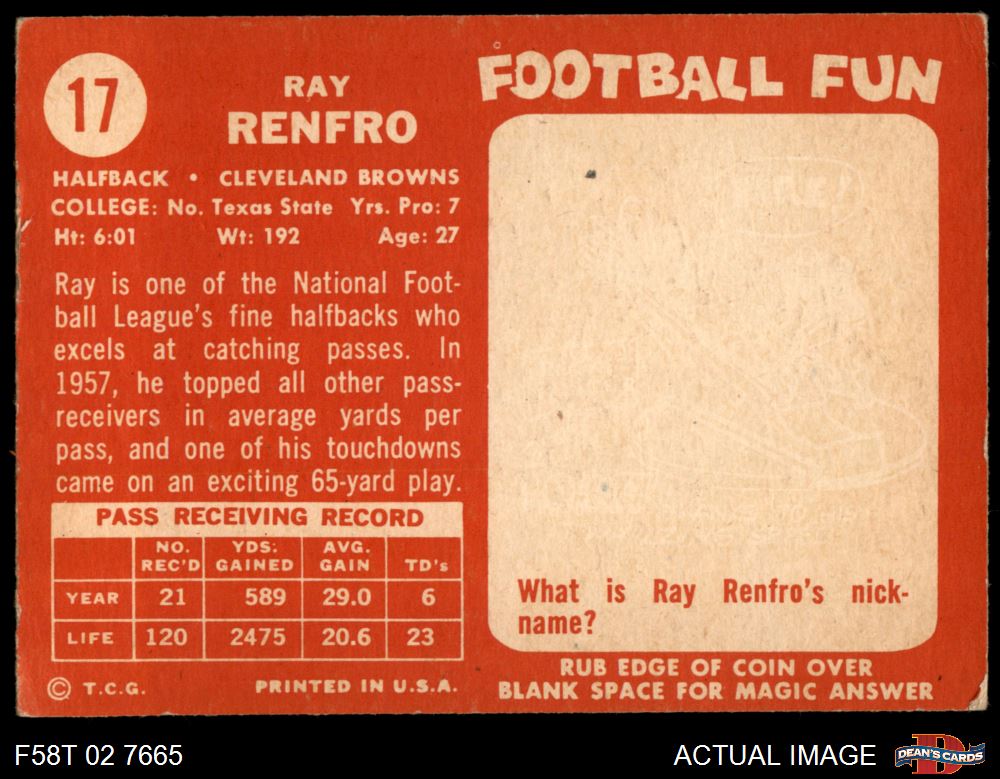 17
RAY
RENFRO
HALFBACK • CLEVELAND BROWNS
COLLEGE: No. Texas State Yrs. Pro: 7
Ht: 6:01 Wt: 192 Age: 27
Ray is one of the National Foot-
ball League's fine halfbacks who
excels at catching passes. In
1957, he topped all other pass-
receivers in average yards per
pass, and one of his touchdowns
came on an exciting 65-yard play.
PASS RECEIVING RECORD
NO. REC'D YDS. GAINED AVG. GAIN TD's
YEAR 21 589 29.0 6
LIFE 120 2475 20.6 23
© T.C.G. PRINTED IN U.S.A.
FOOTBALL FUN
What is Ray Renfro's nick-
name?
RUB EDGE OF COIN OVER
BLANK SPACE FOR MAGIC ANSWER
F58T 02 7665
ACTUAL IMAGE
DEAN'S CARDS